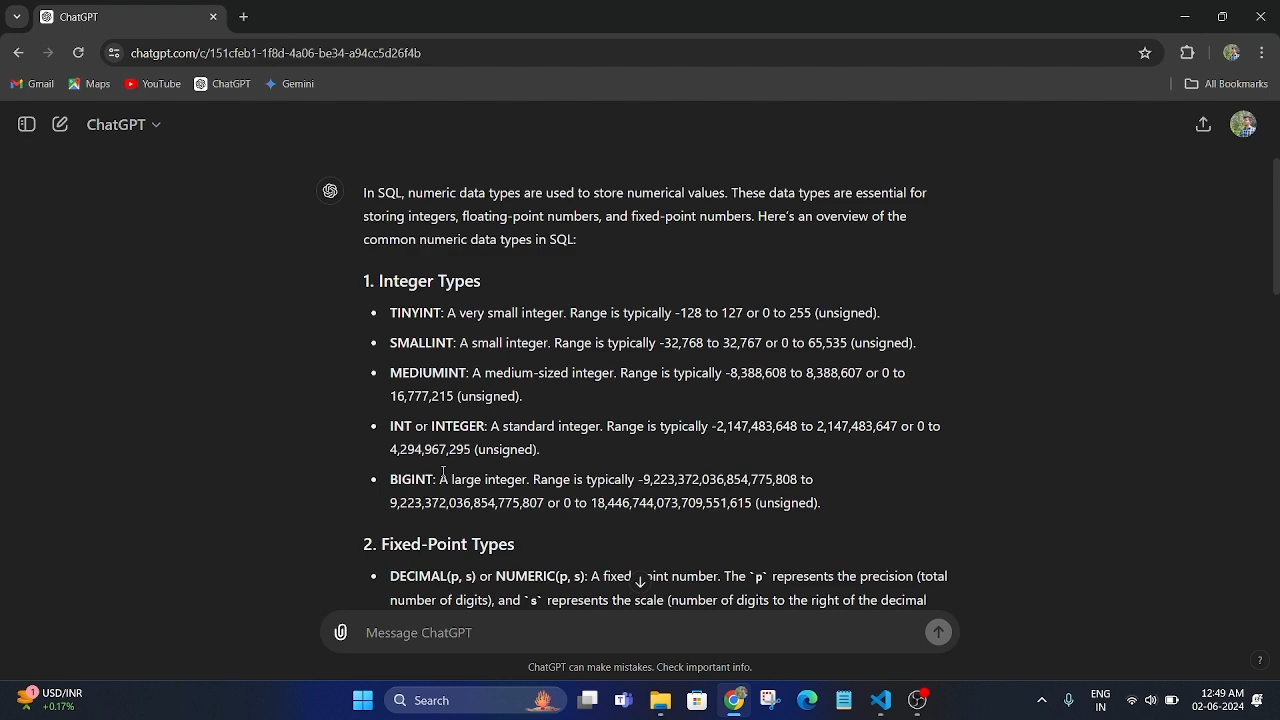 ChatGPT
chatgpt.com/c/151cfeb1-1f8d-4a06-be34-a94cc5d26f4b
Gmail Maps YouTube ChatGPT Gemini All Bookmarks
ChatGPT
In SQL, numeric data types are used to store numerical values. These data types are essential for
storing integers, floating-point numbers, and fixed-point numbers. Here's an overview of the
common numeric data types in SQL:
1. Integer Types
• TINYINT: A very small integer. Range is typically -128 to 127 or 0 to 255 (unsigned).
• SMALLINT: A small integer. Range is typically -32,768 to 32,767 or 0 to 65,535 (unsigned).
• MEDIUMINT: A medium-sized integer. Range is typically -8,388,608 to 8,388,607 or 0 to
16,777,215 (unsigned).
• INT or INTEGER: A standard integer. Range is typically -2,147,483,648 to 2,147,483,647 or 0 to
4,294,967,295 (unsigned).
• BIGINT: A large integer. Range is typically -9,223,372,036,854,775,808 to
9,223,372,036,854,775,807 or 0 to 18,446,744,073,709,551,615 (unsigned).
2. Fixed-Point Types
• DECIMAL(p, s) or NUMERIC(p, s): A fixed-point number. The `p` represents the precision (total
number of digits), and `s` represents the scale (number of digits to the right of the decimal
Message ChatGPT
ChatGPT can make mistakes. Check important info.
?
1 USD/INR
+0.17%
Search
ENG
IN
12:49 AM
02-06-2024